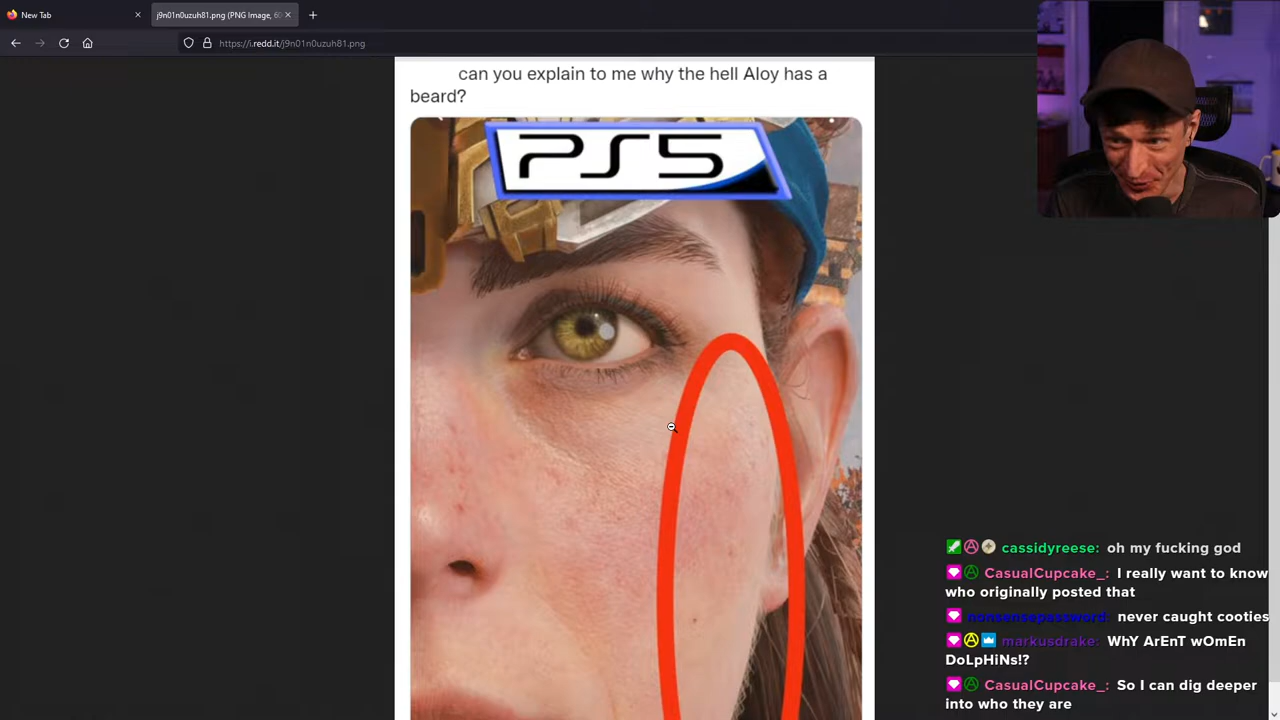 New Tab
j9n01n0uzuh81.png (PNG Image, 60
https://i.redd.it/j9n01n0uzuh81.png
can you explain to me why the hell Aloy has a
beard?
PS5
cassidyreese: oh my fucking god
CasualCupcake_: I really want to know
who originally posted that
nonsensepassword: never caught cooties
markusdrake: WhY ArEnT wOmEn
DoLpHiNs!?
CasualCupcake_: So I can dig deeper
into who they are